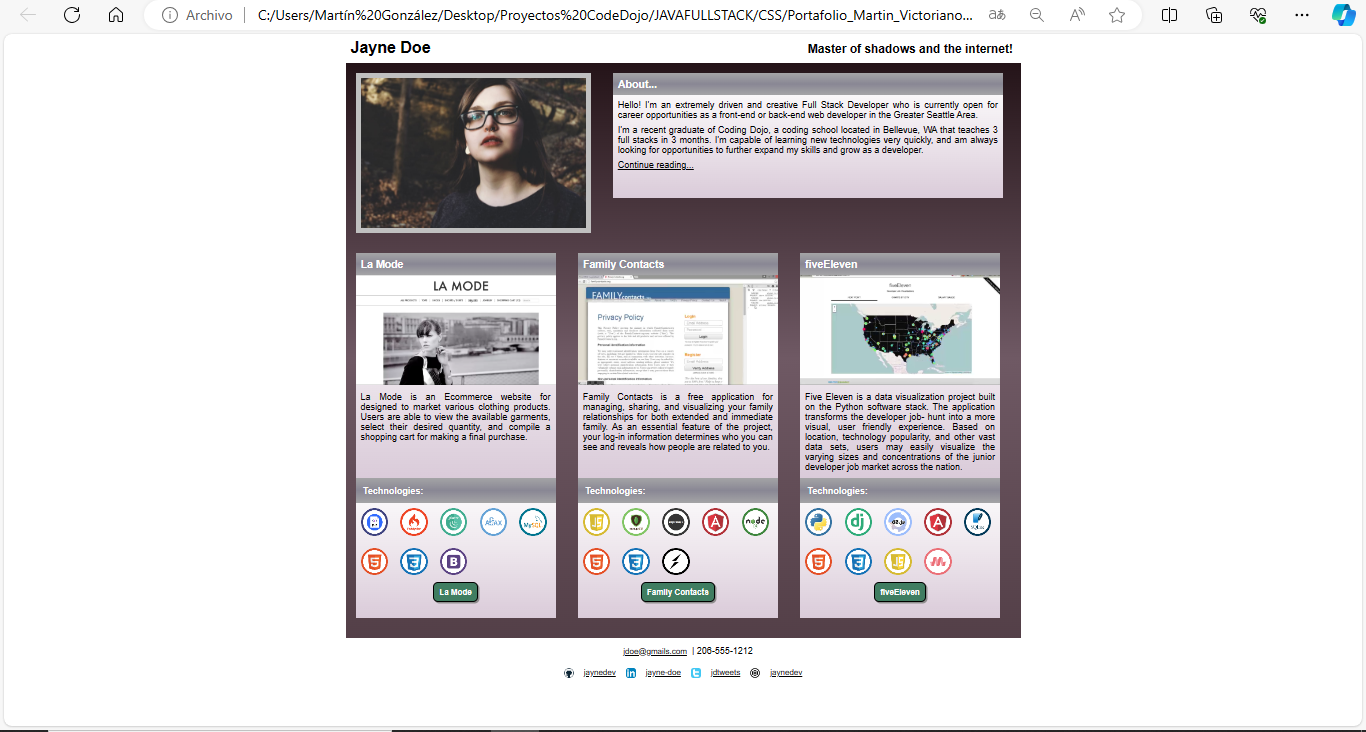 Archivo
C:/Users/Martín%20González/Desktop/Proyectos%20CodeDojo/JAVAFULLSTACK/CSS/Portafolio_Martin_Victoriano...
Jayne Doe
Master of shadows and the internet!
About...
Hello! I'm an extremely driven and creative Full Stack Developer who is currently open for
career opportunities as a front-end or back-end web developer in the Greater Seattle Area.
I'm a recent graduate of Coding Dojo, a coding school located in Bellevue, WA that teaches 3
full stacks in 3 months. I'm capable of learning new technologies very quickly, and am always
looking for opportunities to further expand my skills and grow as a developer.
Continue reading...
La Mode
LA MODE
La Mode is an Ecommerce website for
designed to market various clothing products.
Users are able to view the available garments,
select their desired quantity, and compile a
shopping cart for making a final purchase.
Technologies:
AJAX
MySQL
B
La Mode
Family Contacts
FAMILYcontacts
Privacy Policy
Login
Register
Family Contacts is a free application for
managing, sharing, and visualizing your family
relationships for both extended and immediate
family. As an essential feature of the project,
your log-in information determines who you can
see and reveals how people are related to you.
Technologies:
JS
node
Family Contacts
fiveEleven
fiveEleven
Five Eleven is a data visualization project built
on the Python software stack. The application
transforms the developer job- hunt into a more
visual, user friendly experience. Based on
location, technology popularity, and other vast
data sets, users may easily visualize the
varying sizes and concentrations of the junior
developer job market across the nation.
Technologies:
dj
JS
fiveEleven
jdoe@gmails.com | 206-555-1212
jaynedev jayne-doe jdtweets jaynedev